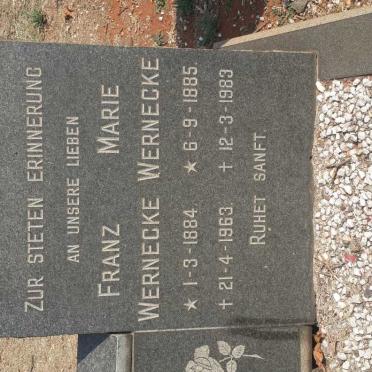 ZUR STETEN ERINNERUNG
AN UNSERE LIEBEN
FRANZ MARIE
WERNECKE WERNECKE
★ 1-3-1884. ★ 6-9-1885
+ 21-4-1963. + 12-3-1983
RUHET SANFT.